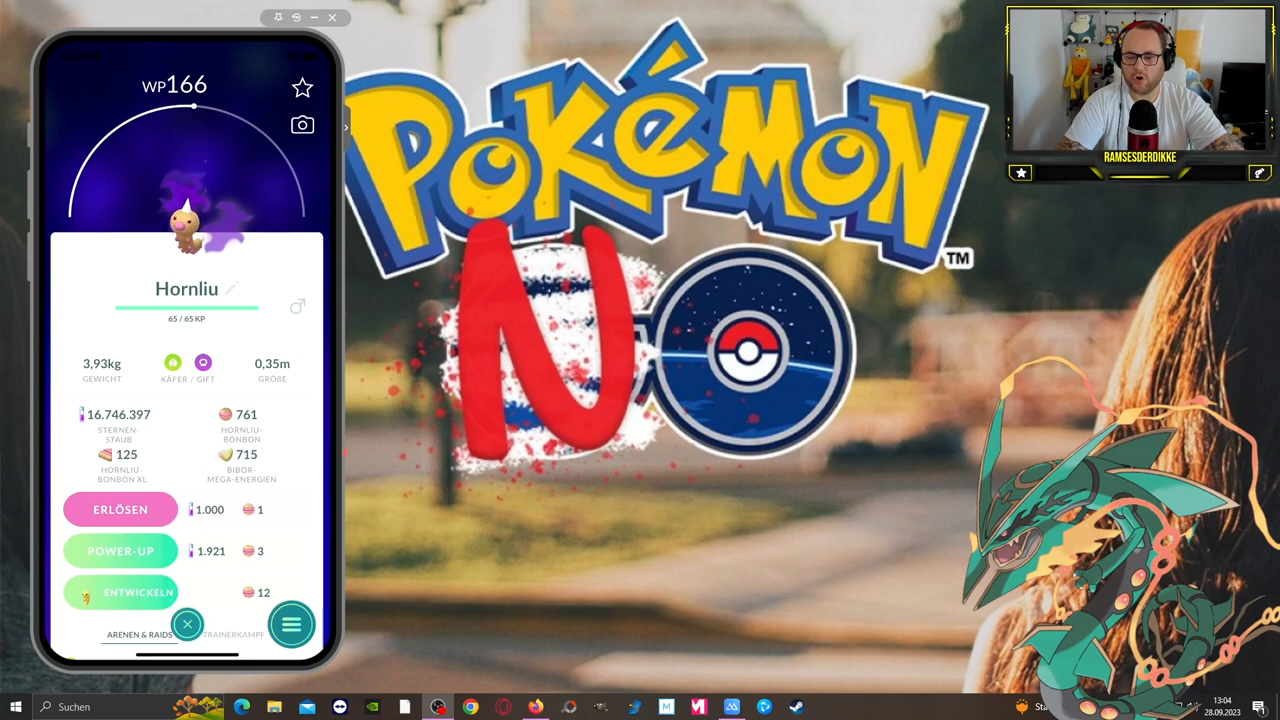 WP166
Hornliu
65 / 65 KP
3,93kg
GEWICHT
KÄFER / GIFT
0,35m
GRÖßE
16.746.397
STERNEN-
STAUB
761
HORNLIU-
BONBON
125
HORNLIU-
BONBON XL
715
BIBOR-
MEGA-ENERGIEN
ERLÖSEN
1.000
1
POWER-UP
1.921
3
ENTWICKELN
12
ARENEN & RAIDS
TRAINERKAMPF
POKÉMON
TM
NO
RAMSESDERDIKKE
Suchen
13:04
28.09.2023